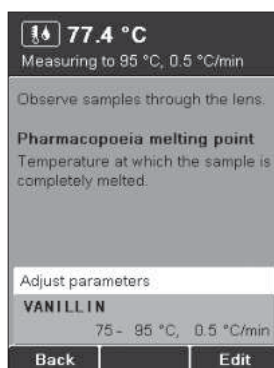 77.4 °C
Measuring to 95 °C, 0.5 °C/min
Observe samples through the lens.
Pharmacopoeia melting point
Temperature at which the sample is
completely melted.
Adjust parameters
VANILLIN
75 - 95 °C, 0.5 °C/min
Back Edit